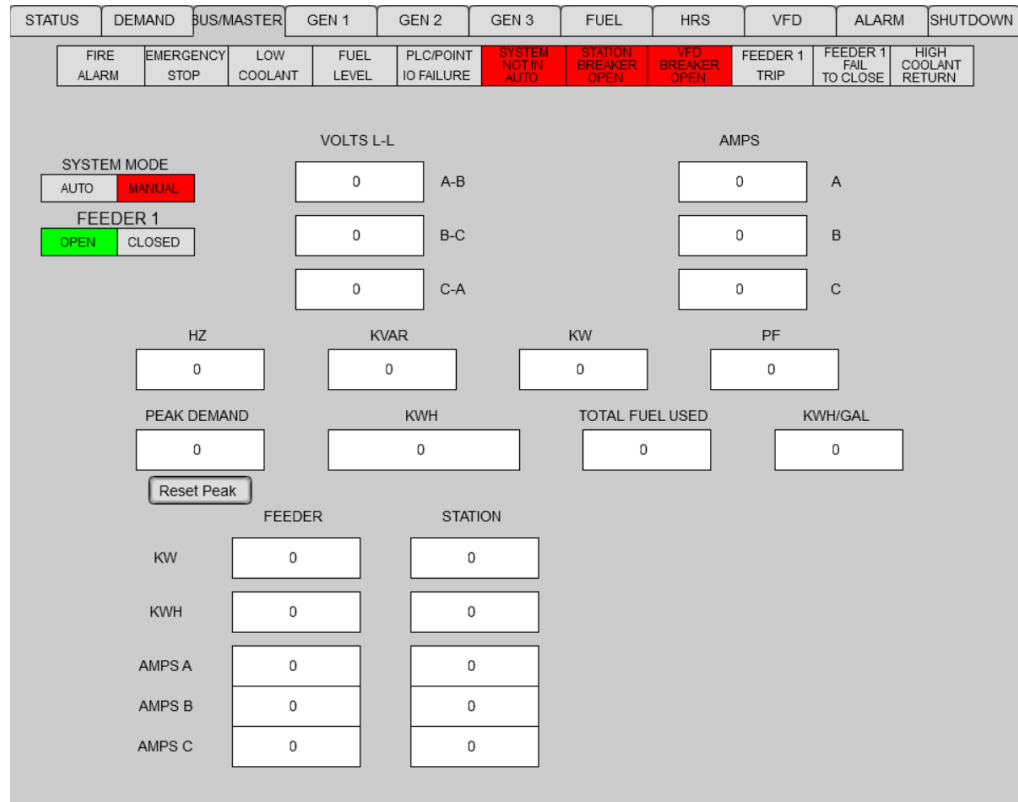 STATUS DEMAND BUS/MASTER GEN 1 GEN 2 GEN 3 FUEL HRS VFD ALARM SHUTDOWN
FIRE ALARM EMERGENCY STOP LOW COOLANT FUEL LEVEL PLC/POINT IO FAILURE SYSTEM NOT IN AUTO STATION BREAKER OPEN VFD BREAKER OPEN FEEDER 1 TRIP FEEDER 1 FAIL TO CLOSE HIGH COOLANT RETURN
VOLTS L-L AMPS
SYSTEM MODE
AUTO MANUAL
0 A-B 0 A
FEEDER 1
OPEN CLOSED
0 B-C 0 B
0 C-A 0 C
HZ KVAR KW PF
0 0 0 0
PEAK DEMAND KWH TOTAL FUEL USED KWH/GAL
0 0 0 0
Reset Peak
FEEDER STATION
KW 0 0
KWH 0 0
AMPS A 0 0
AMPS B 0 0
AMPS C 0 0